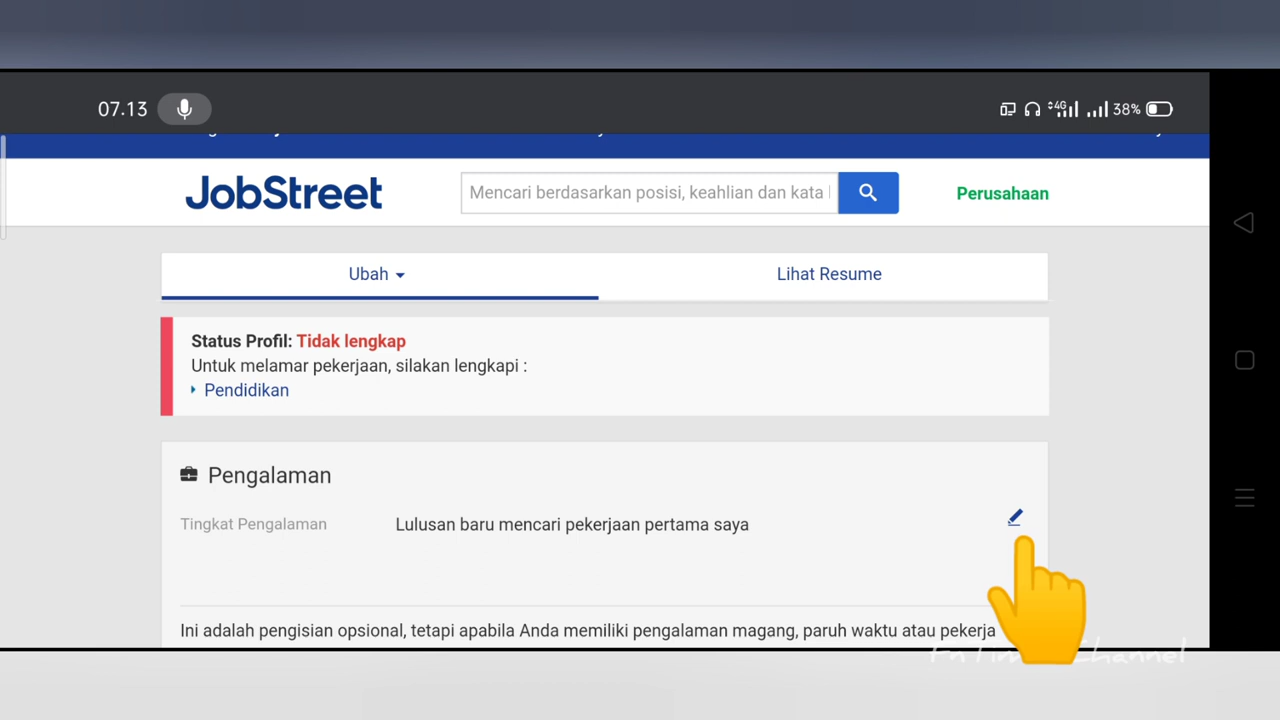 07.13
4G
38%
JobStreet
Mencari berdasarkan posisi, keahlian dan kata
Perusahaan
Ubah
Lihat Resume
Status Profil: Tidak lengkap
Untuk melamar pekerjaan, silakan lengkapi :
Pendidikan
Pengalaman
Tingkat Pengalaman
Lulusan baru mencari pekerjaan pertama saya
Ini adalah pengisian opsional, tetapi apabila Anda memiliki pengalaman magang, paruh waktu atau pekerja
Channel